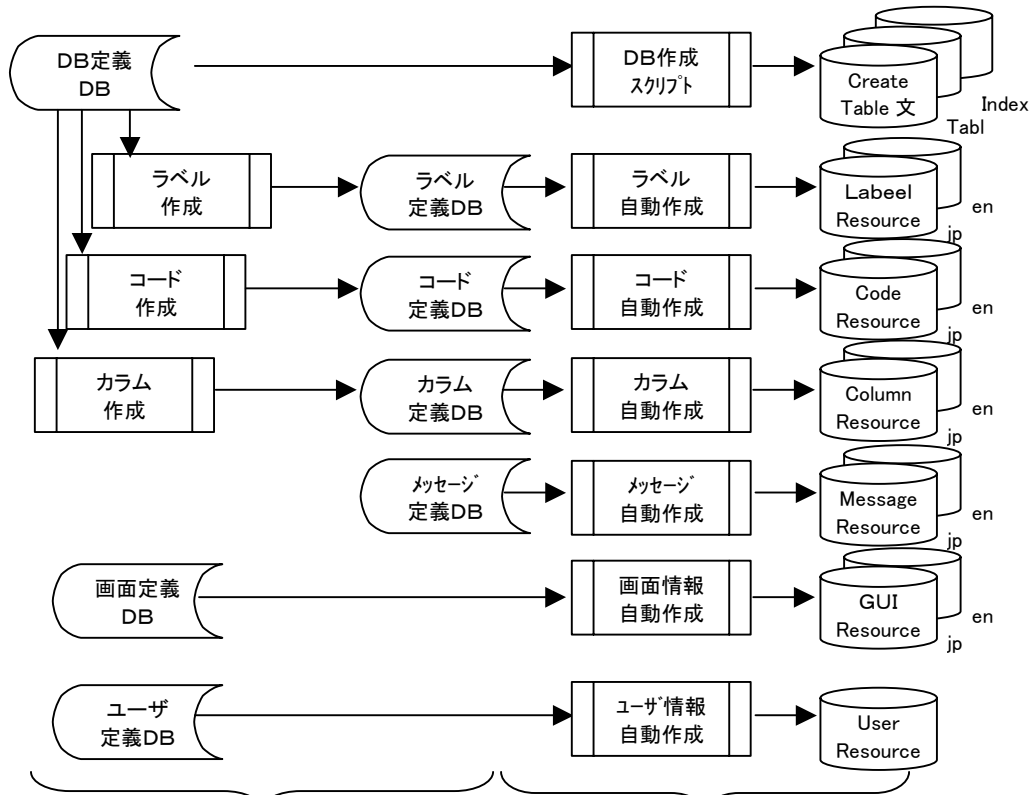 DB定義
DB
DB作成
スクリプト
Create
Table 文
Index
Tabl
ラベル
作成
ラベル
定義DB
ラベル
自動作成
Labeel
Resource
en
jp
コード
作成
コード
定義DB
コード
自動作成
Code
Resource
en
jp
カラム
作成
カラム
定義DB
カラム
自動作成
Column
Resource
en
jp
メッセージ
定義DB
メッセージ
自動作成
Message
Resource
en
jp
画面定義
DB
画面情報
自動作成
GUI
Resource
en
jp
ユーザ
定義DB
ユーザ情報
自動作成
User
Resource